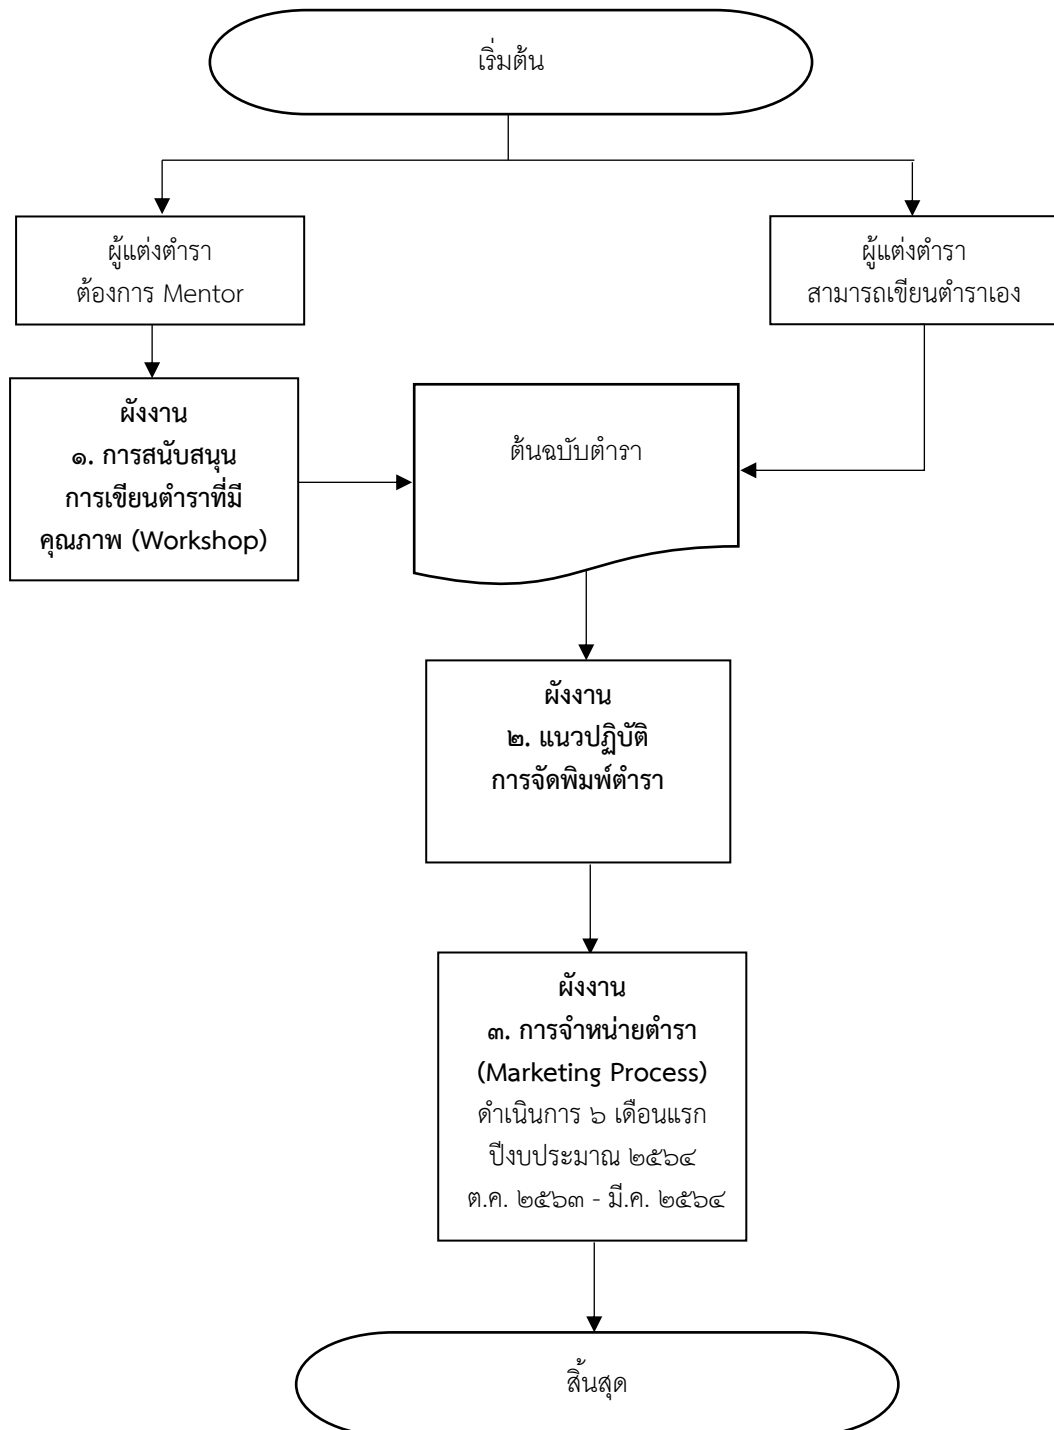 เริ่มต้น
ผู้แต่งตำรา
ต้องการ Mentor
ผู้แต่งตำรา
สามารถเขียนตำราเอง
ผังงาน
๑. การสนับสนุน
การเขียนตำราที่มี
คุณภาพ (Workshop)
ต้นฉบับตำรา
ผังงาน
๒. แนวปฏิบัติ
การจัดพิมพ์ตำรา
ผังงาน
๓. การจำหน่ายตำรา
(Marketing Process)
ดำเนินการ ๖ เดือนแรก
ปีงบประมาณ ๒๕๖๔
ต.ค. ๒๕๖๓ - มี.ค. ๒๕๖๔
สิ้นสุด